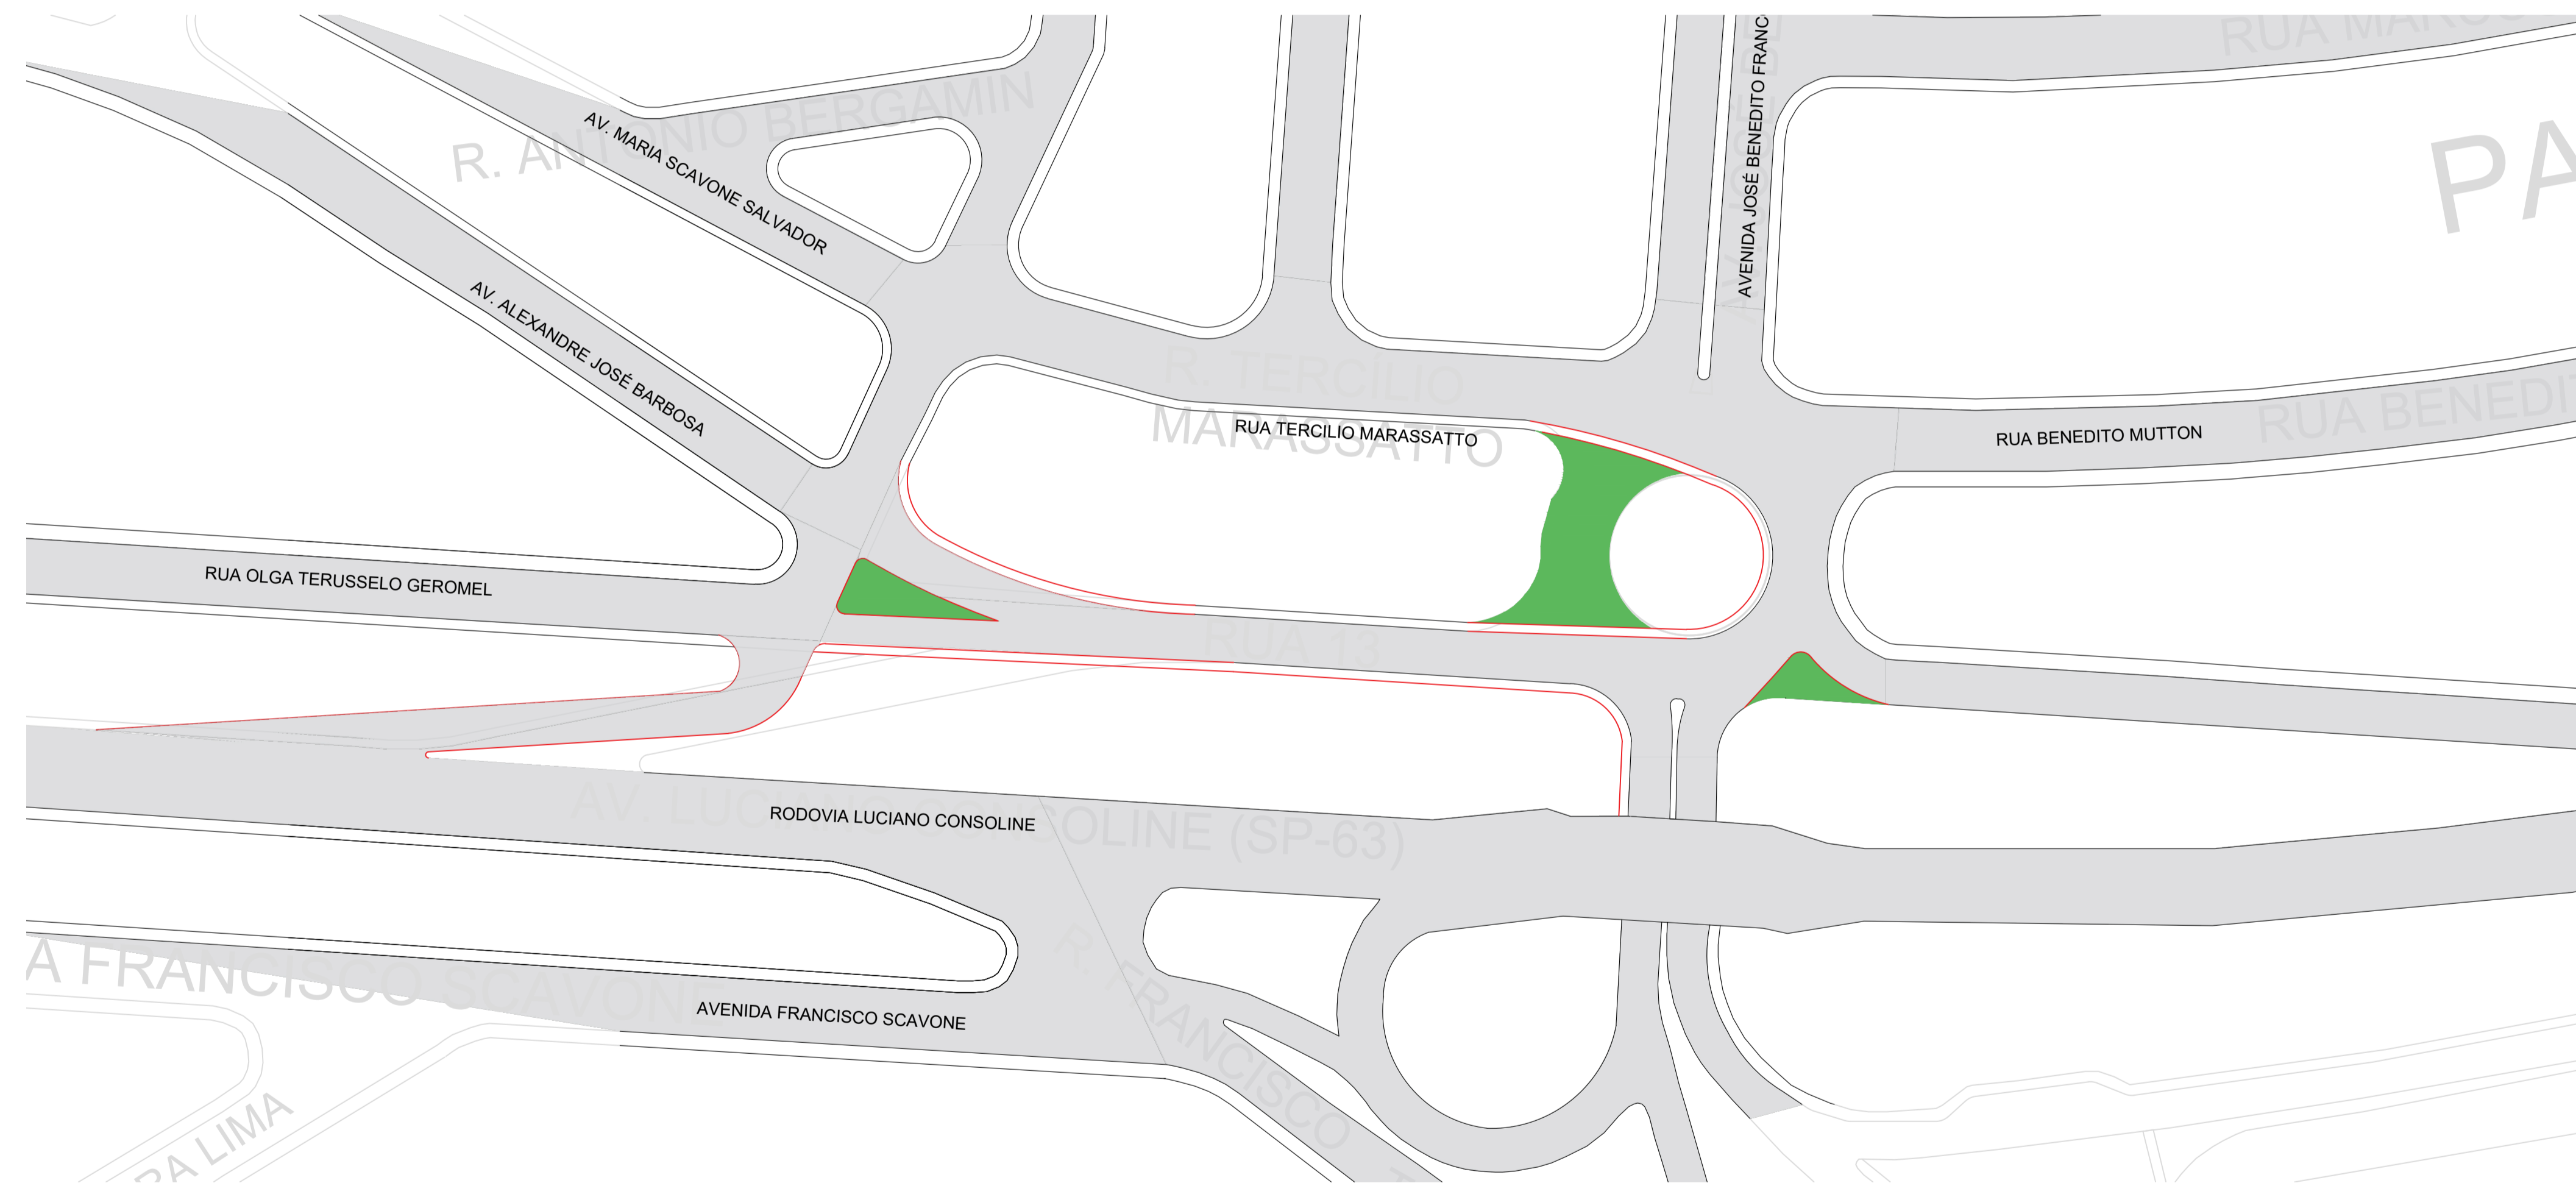 AVENIDA JOSÉ BENEDITO FRANC
RUA MARC
R. ANTONIO BERGAMIN
AV. MARIA SCAVONE SALVADOR
PA
AV. ALEXANDRE JOSÉ BARBOSA
R. TERCÍLIO
MARASSATTO
RUA TERCILIO MARASSATTO
RUA BENEDITO MUTTON
RUA BENEDI
RUA OLGA TERUSSELO GEROMEL
RUA 13
AV. LUCIANO CONSOLINE (SP-63)
RODOVIA LUCIANO CONSOLINE
A FRANCISCO SCAVONE
AVENIDA FRANCISCO SCAVONE
R. FRANCISCO
RA LIMA